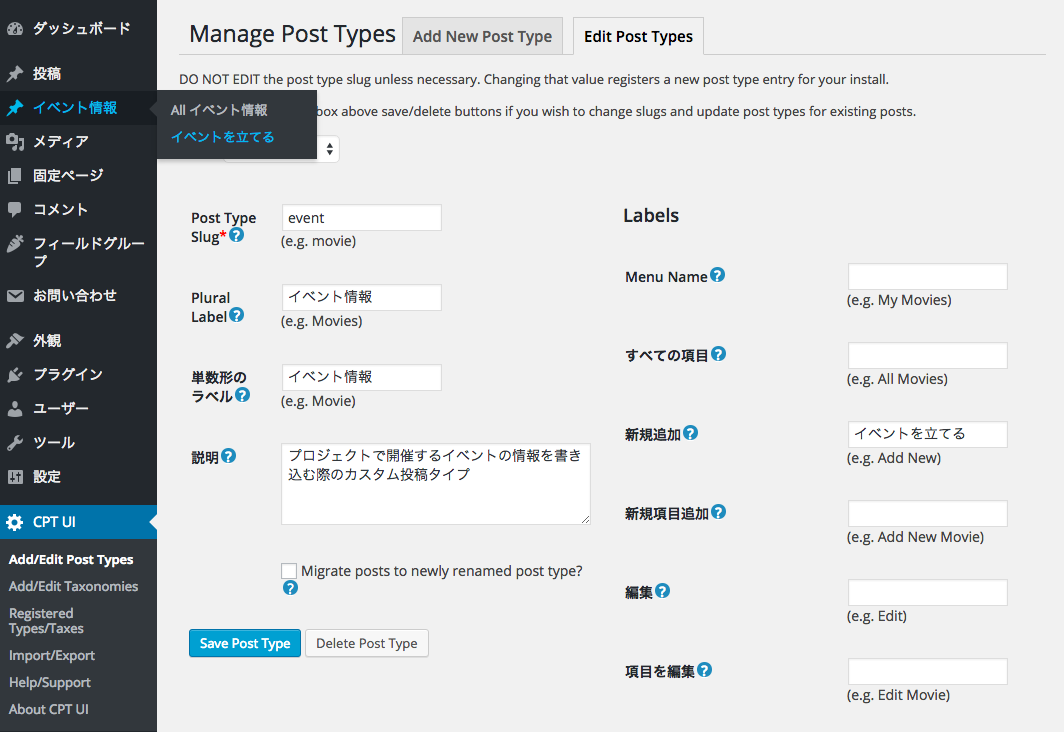 ダッシュボード
投稿
イベント情報
メディア
固定ページ
コメント
フィールドグルー
プ
お問い合わせ
外観
プラグイン
ユーザー
ツール
設定
CPT UI
Add/Edit Post Types
Add/Edit Taxonomies
Registered
Types/Taxes
Import/Export
Help/Support
About CPT UI
All イベント情報
イベントを立てる
Manage Post Types
Add New Post Type
Edit Post Types
DO NOT EDIT the post type slug unless necessary. Changing that value registers a new post type entry for your install.
box above save/delete buttons if you wish to change slugs and update post types for existing posts.
Post Type
Slug*
event
(e.g. movie)
Plural
Label
イベント情報
(e.g. Movies)
単数形の
ラベル
イベント情報
(e.g. Movie)
説明
プロジェクトで開催するイベントの情報を書き
込む際のカスタム投稿タイプ
Migrate posts to newly renamed post type?
Save Post Type
Delete Post Type
Labels
Menu Name
(e.g. My Movies)
すべての項目
(e.g. All Movies)
新規追加
イベントを立てる
(e.g. Add New)
新規項目追加
(e.g. Add New Movie)
編集
(e.g. Edit)
項目を編集
(e.g. Edit Movie)